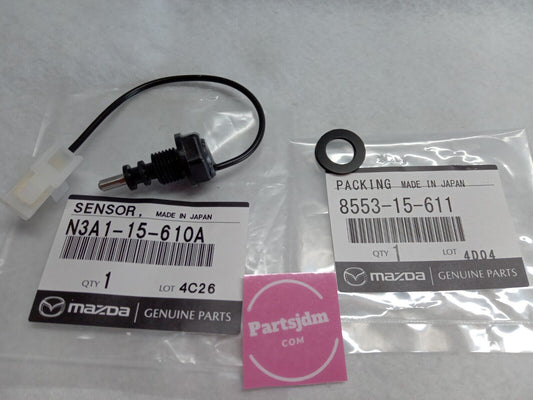 SENSOR, MADE IN JAPAN
N3A1-15-610A
QTY 1 LOT 4C26
mazda GENUINE PARTS
PACKING MADE IN JAPAN
8553-15-611
QTY 1 LOT 4D04
mazda GENUINE PARTS
Partsjdm
COM